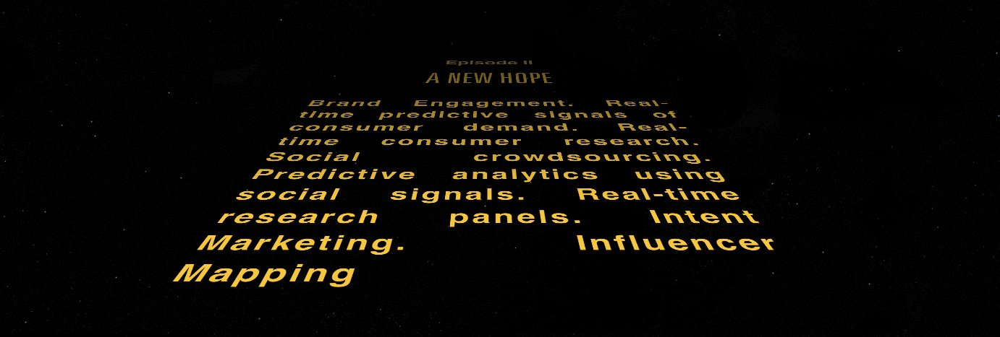 Episode II
A NEW HOPE
Brand Engagement. Real-
time predictive signals of
consumer demand. Real-
time consumer research.
Social crowdsourcing.
Predictive analytics using
social signals. Real-time
research panels. Intent
Marketing. Influencer
Mapping